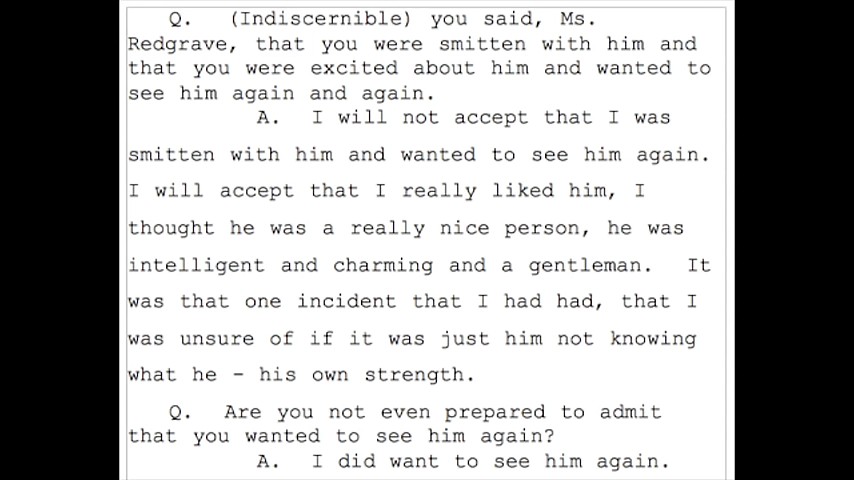 Q. (Indiscernible) you said, Ms.
Redgrave, that you were smitten with him and
that you were excited about him and wanted to
see him again and again.
A. I will not accept that I was
smitten with him and wanted to see him again.
I will accept that I really liked him, I
thought he was a really nice person, he was
intelligent and charming and a gentleman. It
was that one incident that I had had, that I
was unsure of if it was just him not knowing
what he - his own strength.
Q. Are you not even prepared to admit
that you wanted to see him again?
A. I did want to see him again.